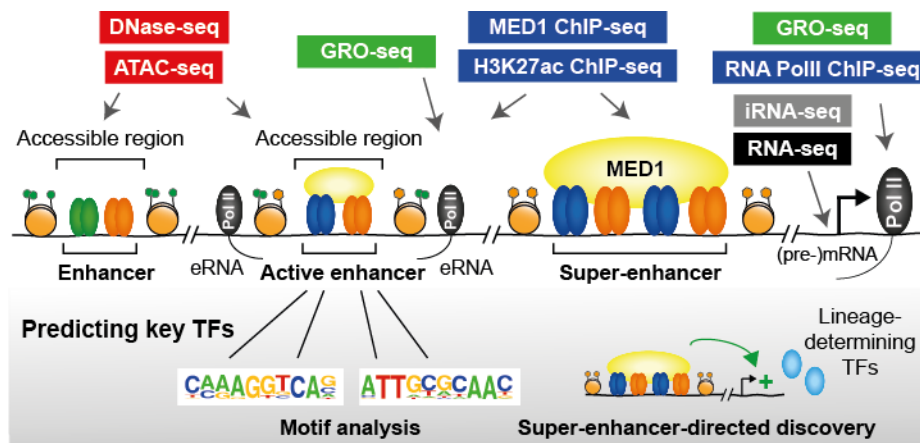 DNase-seq
ATAC-seq
GRO-seq
MED1 ChIP-seq
H3K27ac ChIP-seq
GRO-seq
RNA PolII ChIP-seq
iRNA-seq
RNA-seq
Accessible region
Accessible region
MED1
Pol II
Pol II
Pol II
eRNA
eRNA
(pre-)mRNA
Enhancer
Active enhancer
Super-enhancer
Predicting key TFs
Lineage-
determining
TFs
CAAAGGTCAG
ATTGCGCAAC
+
Motif analysis
Super-enhancer-directed discovery